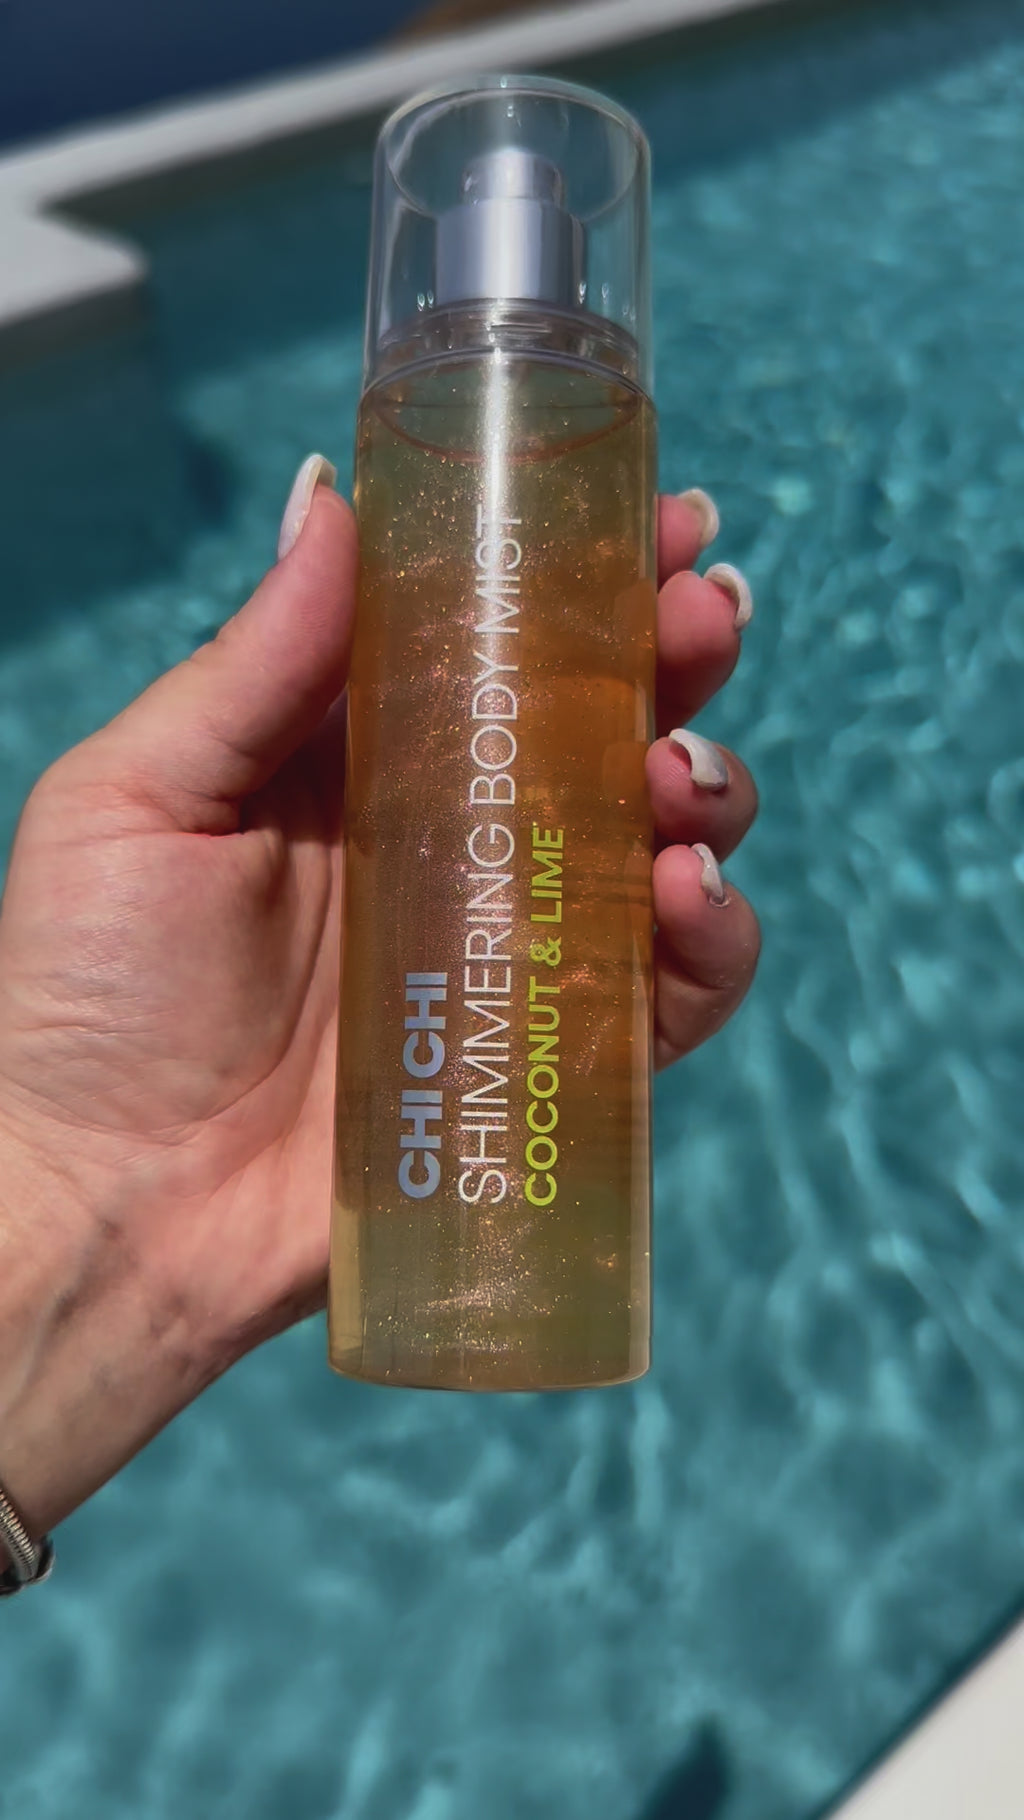 CHI CHI
SHIMMERING BODY MIST
COCONUT & LIME